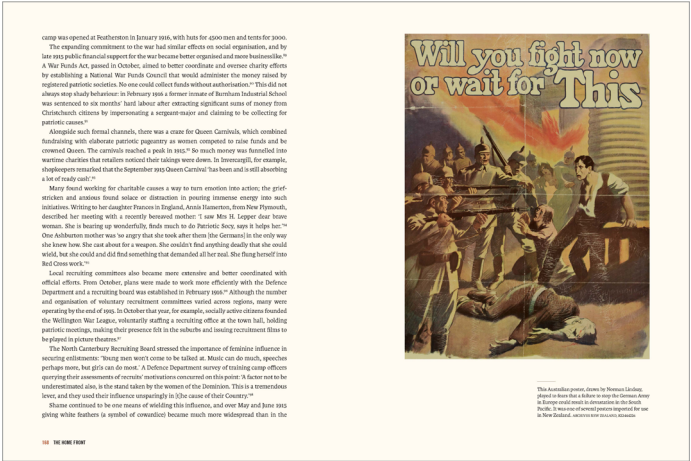 camp was opened at Featherston in January 1916, with huts for 4500 men and tents for 3000.
The expanding commitment to the war had similar effects on social organisation, and by
late 1915 public financial support for the war became better organised and more businesslike.
A War Funds Act, passed in October, aimed to better coordinate and oversee charity efforts
by establishing a National War Funds Council that would administer the money raised by
registered patriotic societies. No one could collect funds without authorisation. This did not
always stop shady behaviour: in February 1916 a former inmate of Burnham Industrial School
was sentenced to six months' hard labour after extracting significant sums of money from
Christchurch citizens by impersonating a sergeant-major and claiming to be collecting for
patriotic causes.
Alongside such formal channels, there was a craze for Queen Carnivals, which combined
fundraising with elaborate patriotic pageantry as women competed to raise funds and be
crowned Queen. The carnivals reached a peak in 1915. So much money was funnelled into
wartime charities that retailers noticed their takings were down. In Invercargill, for example,
shopkeepers remarked that the September 1915 Queen Carnival 'has been and is still absorbing
a lot of ready cash'.
Many found working for charitable causes a way to turn emotion into action; the grief-
stricken and anxious found solace or distraction in pouring immense energy into such
initiatives. Writing to her daughter Frances in England, Annis Hamerton, from New Plymouth,
described her meeting with a recently bereaved mother: 'I saw Mrs H. Lepper dear brave
woman. She is bearing up wonderfully, finds much to do Patriotic Socy, says it helps her.'
One Ashburton mother was 'so angry that she took after them [the Germans] in the only way
she knew how. She cast about for a weapon. She couldn't find anything deadly that she could
wield, but she could and did find something that demanded all her zeal. She flung herself into
Red Cross work.'
Local recruiting committees also became more extensive and better coordinated with
official efforts. From October, plans were made to work more efficiently with the Defence
Department and a recruiting board was established in February 1916. Although the number
and organisation of voluntary recruitment committees varied across regions, many were
operating by the end of 1915. In October that year, for example, socially active citizens founded
the Wellington War League, voluntarily staffing a recruiting office at the town hall, holding
patriotic meetings, making their presence felt in the suburbs and issuing recruitment films to
be played in picture theatres.
The North Canterbury Recruiting Board stressed the importance of feminine influence in
securing enlistments: 'Young men won't come to be talked at. Music can do much, speeches
perhaps more, but girls can do most.' A Defence Department survey of training camp officers
querying their assessments of recruits' motivations concurred on this point: 'A factor not to be
underestimated also, is the stand taken by the women of the Dominion. This is a tremendous
lever, and they used their influence unsparingly in [t]he cause of their Country.'
Shame continued to be one means of wielding this influence, and over May and June 1915
giving white feathers (a symbol of cowardice) became much more widespread than in the
THE HOME FRONT
Will you fight now
or wait for This
This Australian poster, drawn by Norman Lindsay,
played to fears that a failure to stop the German Army
in Europe could result in devastation in the South
Pacific. It was one of several posters imported for use
in New Zealand. ARCHIVES NEW ZEALAND,